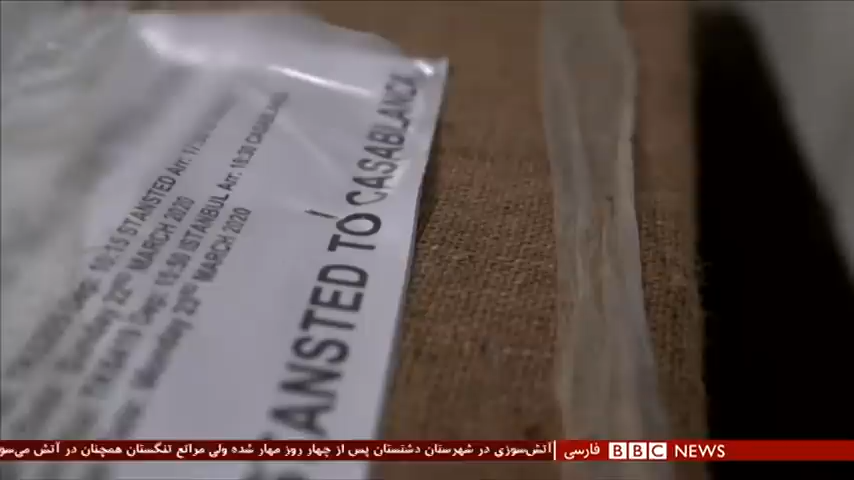 STANSTED TO CASABLANCA
10:15 STANSTED Arr:
Sunday 22nd MARCH 2020
Dep: 15:50 ISTANBUL Arr: 18:30 CASABLANCA
Monday 23rd MARCH 2020
آتش‌سوزی در شهرستان دشتستان پس از چهار روز مهار شده ولی مراتع تنگستان همچنان در آتش می‌سو
فارسی BBC NEWS